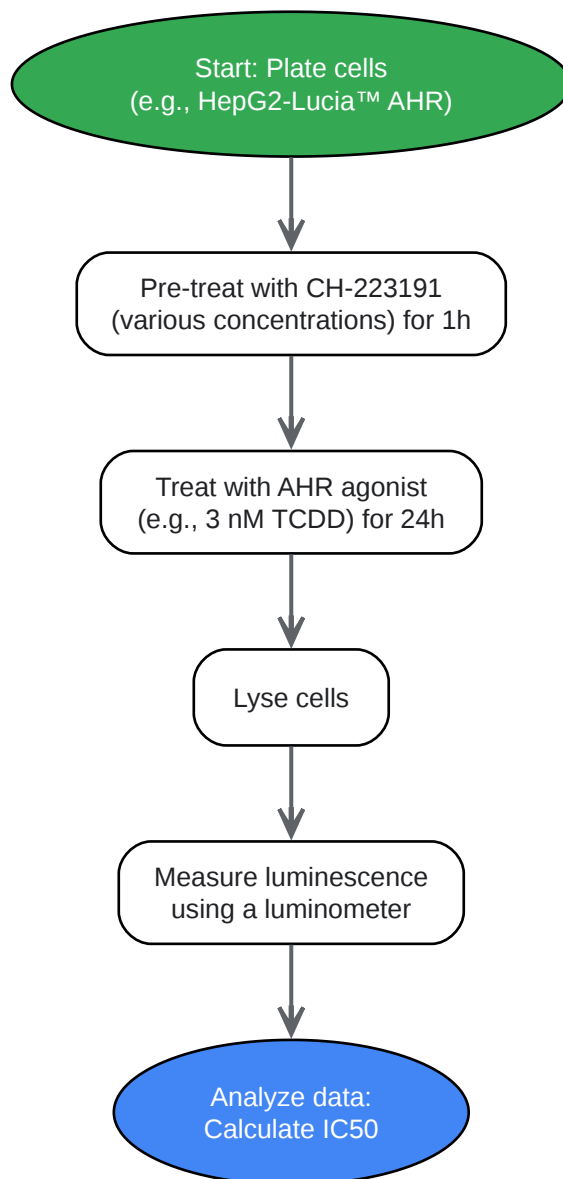 Start: Plate cells
(e.g., HepG2-Lucia™ AHR)
Pre-treat with CH-223191
(various concentrations) for 1h
Treat with AHR agonist
(e.g., 3 nM TCDD) for 24h
Lyse cells
Measure luminescence
using a luminometer
Analyze data:
Calculate IC50